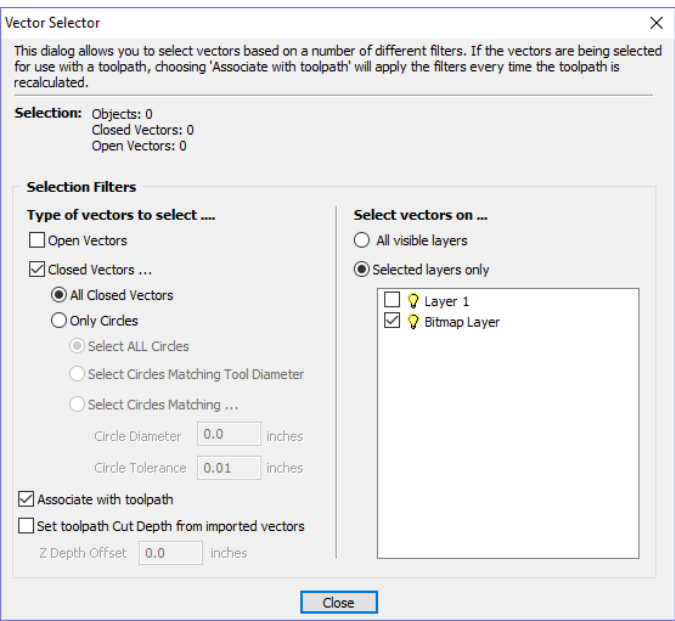 Vector Selector
This dialog allows you to select vectors based on a number of different filters. If the vectors are being selected
for use with a toolpath, choosing 'Associate with toolpath' will apply the filters every time the toolpath is
recalculated.
Selection: Objects: 0
Closed Vectors: 0
Open Vectors: 0
Selection Filters
Type of vectors to select ....
Open Vectors
Closed Vectors ...
All Closed Vectors
Only Circles
Select ALL Circles
Select Circles Matching Tool Diameter
Select Circles Matching ...
Circle Diameter 0.0 inches
Circle Tolerance 0.01 inches
Associate with toolpath
Set toolpath Cut Depth from imported vectors
Z Depth Offset 0.0 inches
Select vectors on ...
All visible layers
Selected layers only
Layer 1
Bitmap Layer
Close